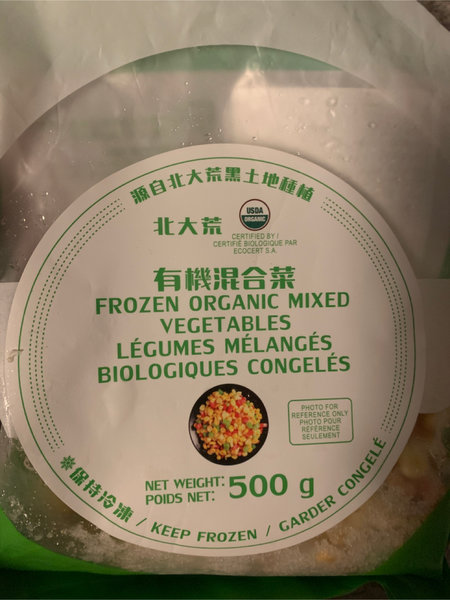 源自北大荒黑土地種植
北大荒
USDA
ORGANIC
CERTIFIED BY /
CERTIFIÉ BIOLOGIQUE PAR
ECOCERT S.A.
有機混合菜
FROZEN ORGANIC MIXED
VEGETABLES
LÉGUMES MÉLANGÉS
BIOLOGIQUES CONGELÉS
PHOTO FOR
REFERENCE ONLY
PHOTO POUR
RÉFÉRENCE
SEULEMENT
NET WEIGHT:
POIDS NET: 500 g
※保持冷凍 / KEEP FROZEN / GARDER CONGELÉ